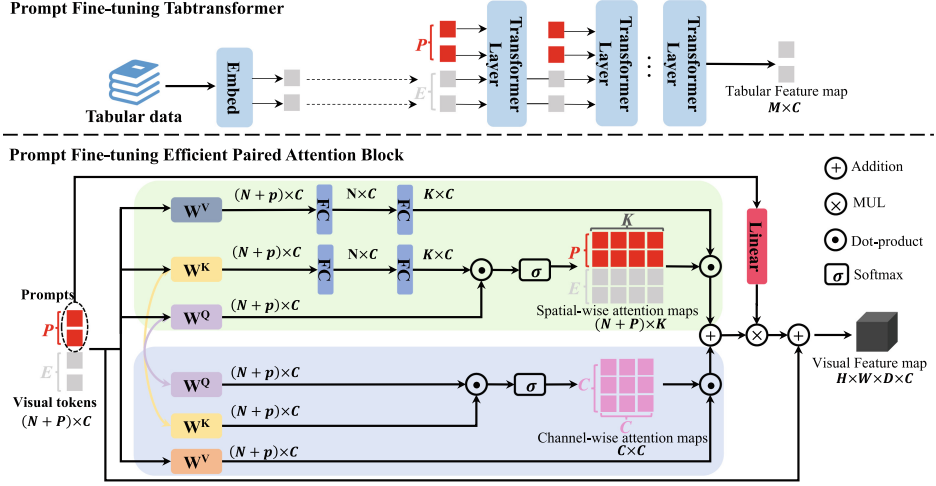 Prompt Fine-tuning Tabtransformer
Tabular data
Embed
P
E
Transformer
Layer
Transformer
Layer
...
Transformer
Layer
Tabular Feature map
M×C
Prompt Fine-tuning Efficient Paired Attention Block
W^V
(N + p)×C
FC
N×C
FC
K×C
W^K
(N + p)×C
FC
N×C
FC
K×C
σ
K
P
E
Spatial-wise attention maps
(N + P)×K
W^Q
(N + p)×C
Linear
Addition
MUL
Dot-product
σ
Softmax
Prompts
P
E
Visual tokens
(N + P)×C
W^Q
(N + p)×C
σ
C
C
Channel-wise attention maps
C×C
W^K
(N + p)×C
W^V
(N + p)×C
Visual Feature map
H×W×D×C